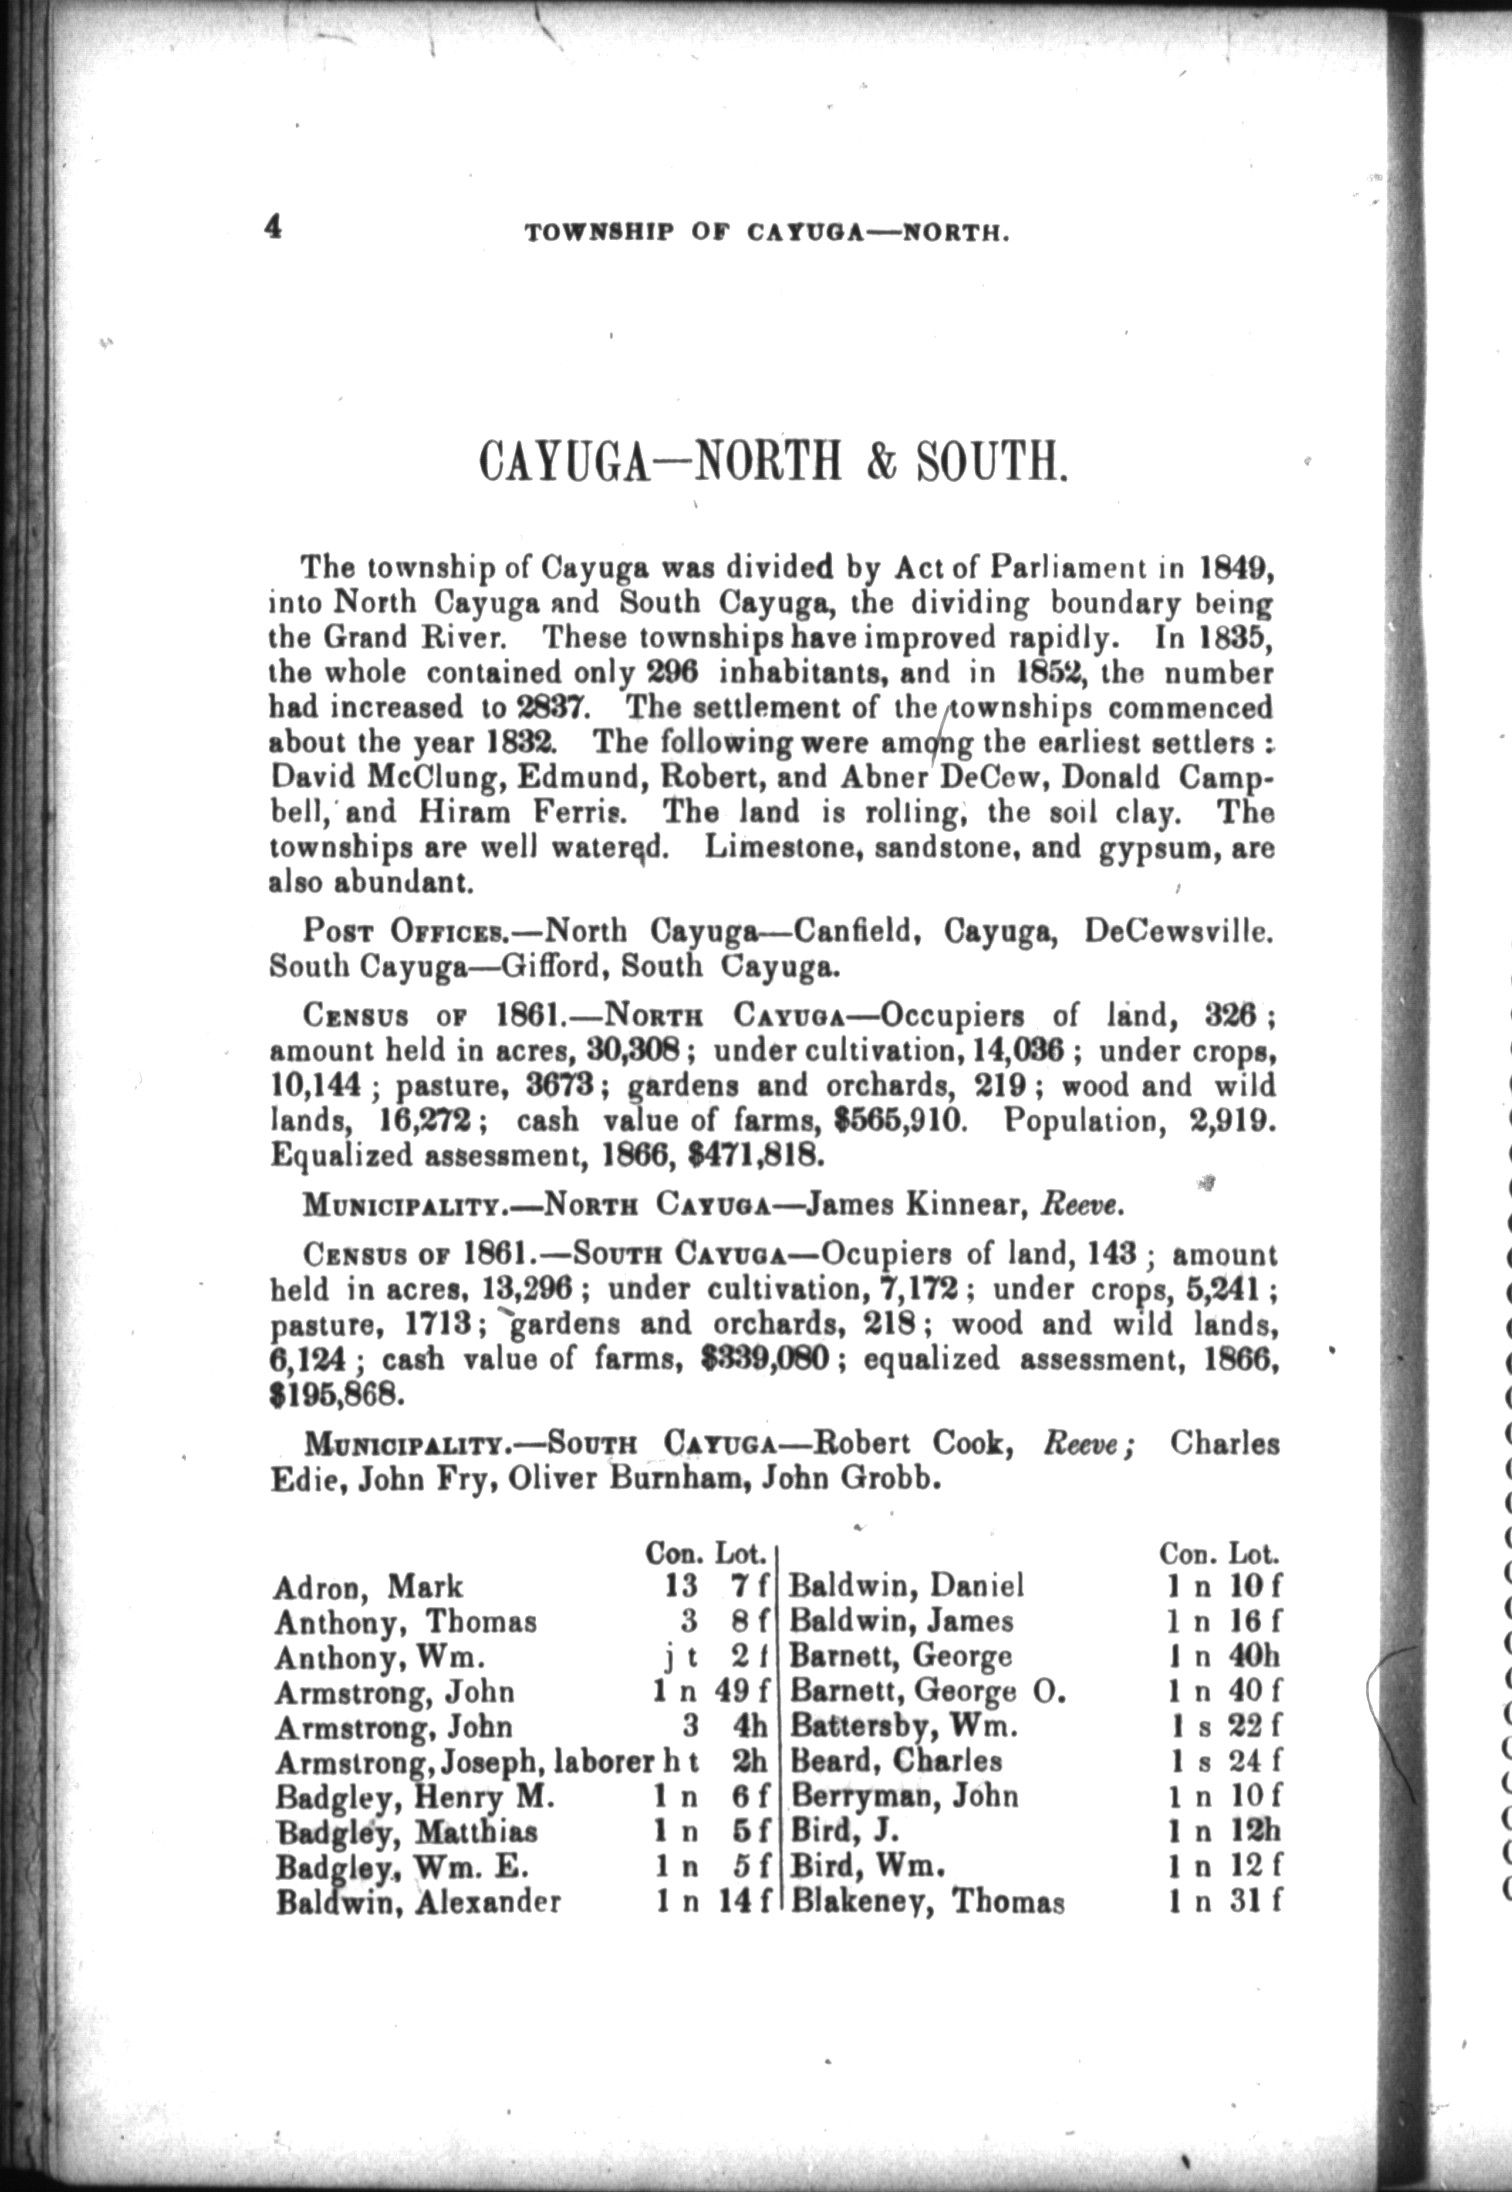 4 TOWNSHIP OF CAYUGA—NORTH.
CAYUGA—NORTH & SOUTH.
The township of Cayuga was divided by Act of Parliament in 1849,
into North Cayuga and South Cayuga, the dividing boundary being
the Grand River. These townships have improved rapidly. In 1835,
the whole contained only 296 inhabitants, and in 1852, the number
had increased to 2837. The settlement of the townships commenced
about the year 1832. The following were among the earliest settlers :
David McClung, Edmund, Robert, and Abner DeCew, Donald Camp-
bell, and Hiram Ferris. The land is rolling, the soil clay. The
townships are well watered. Limestone, sandstone, and gypsum, are
also abundant.
POST OFFICES.—North Cayuga—Canfield, Cayuga, DeCewsville.
South Cayuga—Gifford, South Cayuga.
CENSUS OF 1861.—NORTH CAYUGA—Occupiers of land, 326 ;
amount held in acres, 30,308 ; under cultivation, 14,036 ; under crops,
10,144 ; pasture, 3673 ; gardens and orchards, 219 ; wood and wild
lands, 16,272 ; cash value of farms, $565,910. Population, 2,919.
Equalized assessment, 1866, $471,818.
MUNICIPALITY.—NORTH CAYUGA—James Kinnear, Reeve.
CENSUS OF 1861.—SOUTH CAYUGA—Ocupiers of land, 143 ; amount
held in acres, 13,296 ; under cultivation, 7,172 ; under crops, 5,241 ;
pasture, 1713 ; gardens and orchards, 218 ; wood and wild lands,
6,124 ; cash value of farms, $339,080 ; equalized assessment, 1866,
$195,868.
MUNICIPALITY.—SOUTH CAYUGA—Robert Cook, Reeve ; Charles
Edie, John Fry, Oliver Burnham, John Grobb.
Con. Lot.
Adron, Mark 13 7 f
Anthony, Thomas 3 8 f
Anthony, Wm. j t 2 f
Armstrong, John 1 n 49 f
Armstrong, John 3 4h
Armstrong, Joseph, laborer h t 2h
Badgley, Henry M. 1 n 6 f
Badgley, Matthias 1 n 5 f
Badgley, Wm. E. 1 n 5 f
Baldwin, Alexander 1 n 14 f
Con. Lot.
Baldwin, Daniel 1 n 10 f
Baldwin, James 1 n 16 f
Barnett, George 1 n 40h
Barnett, George O. 1 n 40 f
Battersby, Wm. 1 s 22 f
Beard, Charles 1 s 24 f
Berryman, John 1 n 10 f
Bird, J. 1 n 12h
Bird, Wm. 1 n 12 f
Blakeney, Thomas 1 n 31 f